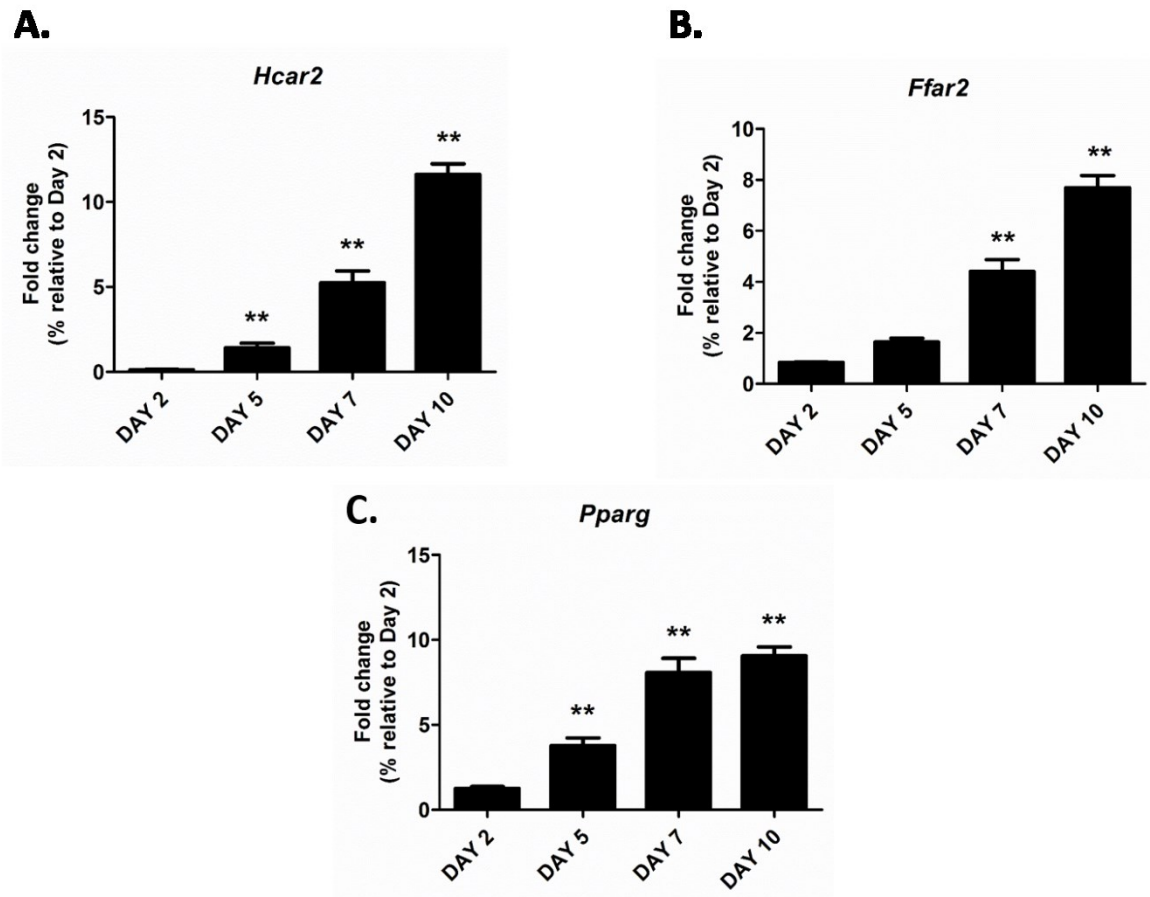 A.
Hcar2
Fold change
(% relative to Day 2)
15
10
5
0
**
**
**
DAY 2
DAY 5
DAY 7
DAY 10
B.
Ffar2
Fold change
(% relative to Day 2)
10
8
6
4
2
0
**
**
DAY 2
DAY 5
DAY 7
DAY 10
C.
Pparg
Fold change
(% relative to Day 2)
15
10
5
0
**
**
**
DAY 2
DAY 5
DAY 7
DAY 10